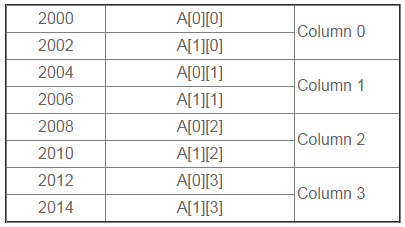 2000 A[0][0] Column 0
2002 A[1][0]
2004 A[0][1] Column 1
2006 A[1][1]
2008 A[0][2] Column 2
2010 A[1][2]
2012 A[0][3] Column 3
2014 A[1][3]